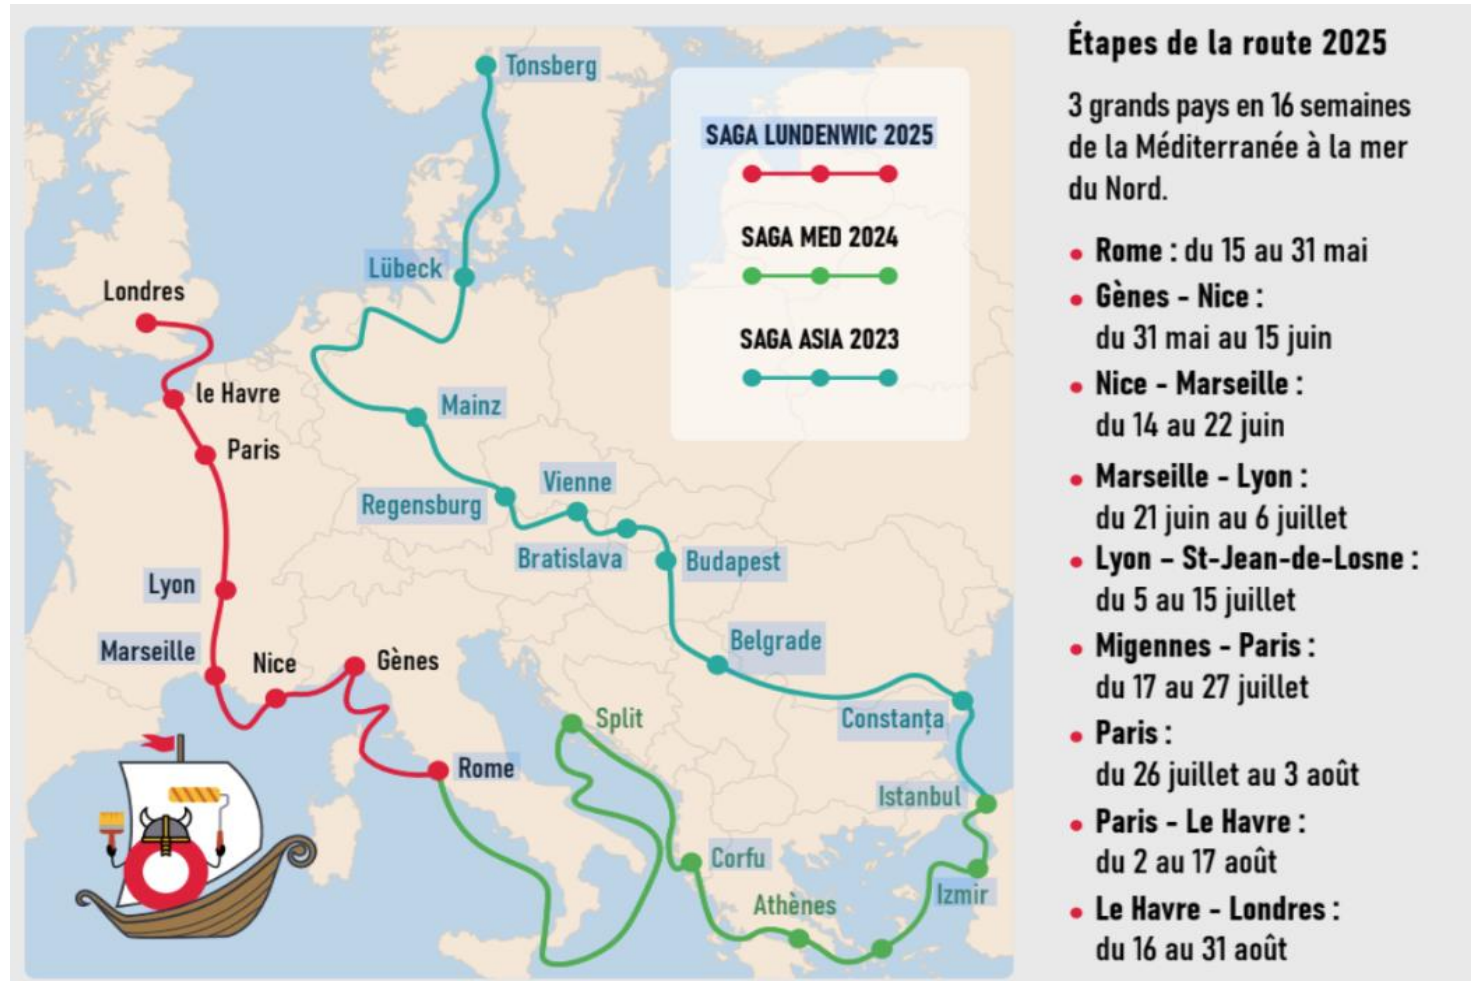 Tønsberg
SAGA LUNDENWIC 2025
SAGA MED 2024
SAGA ASIA 2023
Lübeck
Londres
le Havre
Mainz
Paris
Vienne
Regensburg
Bratislava
Budapest
Lyon
Belgrade
Marseille
Nice
Gènes
Constanţa
Split
Rome
Istanbul
Corfu
Izmir
Athènes
Étapes de la route 2025
3 grands pays en 16 semaines
de la Méditerranée à la mer
du Nord.
• Rome : du 15 au 31 mai
• Gènes - Nice :
du 31 mai au 15 juin
• Nice - Marseille :
du 14 au 22 juin
• Marseille - Lyon :
du 21 juin au 6 juillet
• Lyon – St-Jean-de-Losne :
du 5 au 15 juillet
• Migennes - Paris :
du 17 au 27 juillet
• Paris :
du 26 juillet au 3 août
• Paris - Le Havre :
du 2 au 17 août
• Le Havre - Londres :
du 16 au 31 août